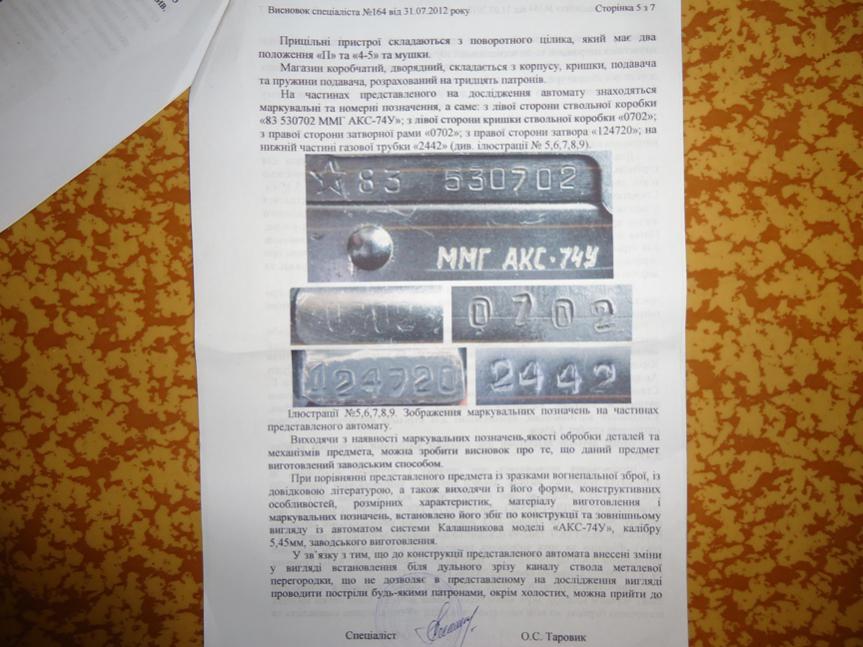 Висновок спеціаліста №164 від 31.07.2012 року
Сторінка 5 з 7
Прицільні пристрої складаються з поворотного ціліка, який має два
положення «П» та «4-5» та мушки.
Магазин коробчатий, дворядний, складається з корпусу, кришки, подавача
та пружини подавача, розрахований на тридцять патронів.
На частинах представленого на дослідження автомату знаходяться
маркувальні та номерні позначення, а саме: з лівої сторони ствольної коробки
«83 530702 ММГ АКС-74У»; з лівої сторони кришки ствольної коробки «0702»;
з правої сторони затворної рами «0702»; з правої сторони затвора «124720»; на
нижній частині газової трубки «2442» (див. ілюстрації № 5,6,7,8,9).
83 530702
ММГ АКС-74У
0702
124720
2442
Ілюстрації №5,6,7,8,9. Зображення маркувальних позначень на частинах
представленого автомату.
Виходячи з наявності маркувальних позначень,якості обробки деталей та
механізмів предмета, можна зробити висновок про те, що даний предмет
виготовлений заводським способом.
При порівнянні представленого предмета із зразками вогнепальної зброї, із
довідковою літературою, а також виходячи із його форми, конструктивних
особливостей, розмірних характеристик, матеріалу виготовлення і
маркувальних позначень, встановлено його збіг по конструкції та зовнішньому
вигляду із автоматом системи Калашникова моделі «АКС-74У», калібру
5,45мм, заводського виготовлення.
У зв’язку з тим, що до конструкції представленого автомата внесені зміни
у вигляді встановлення біля дульного зрізу каналу ствола металевої
перегородки, що не дозволяє в представленому на дослідження вигляді
проводити постріли будь-якими патронами, окрім холостих, можна прийти до
Спеціаліст
О.С. Таровик